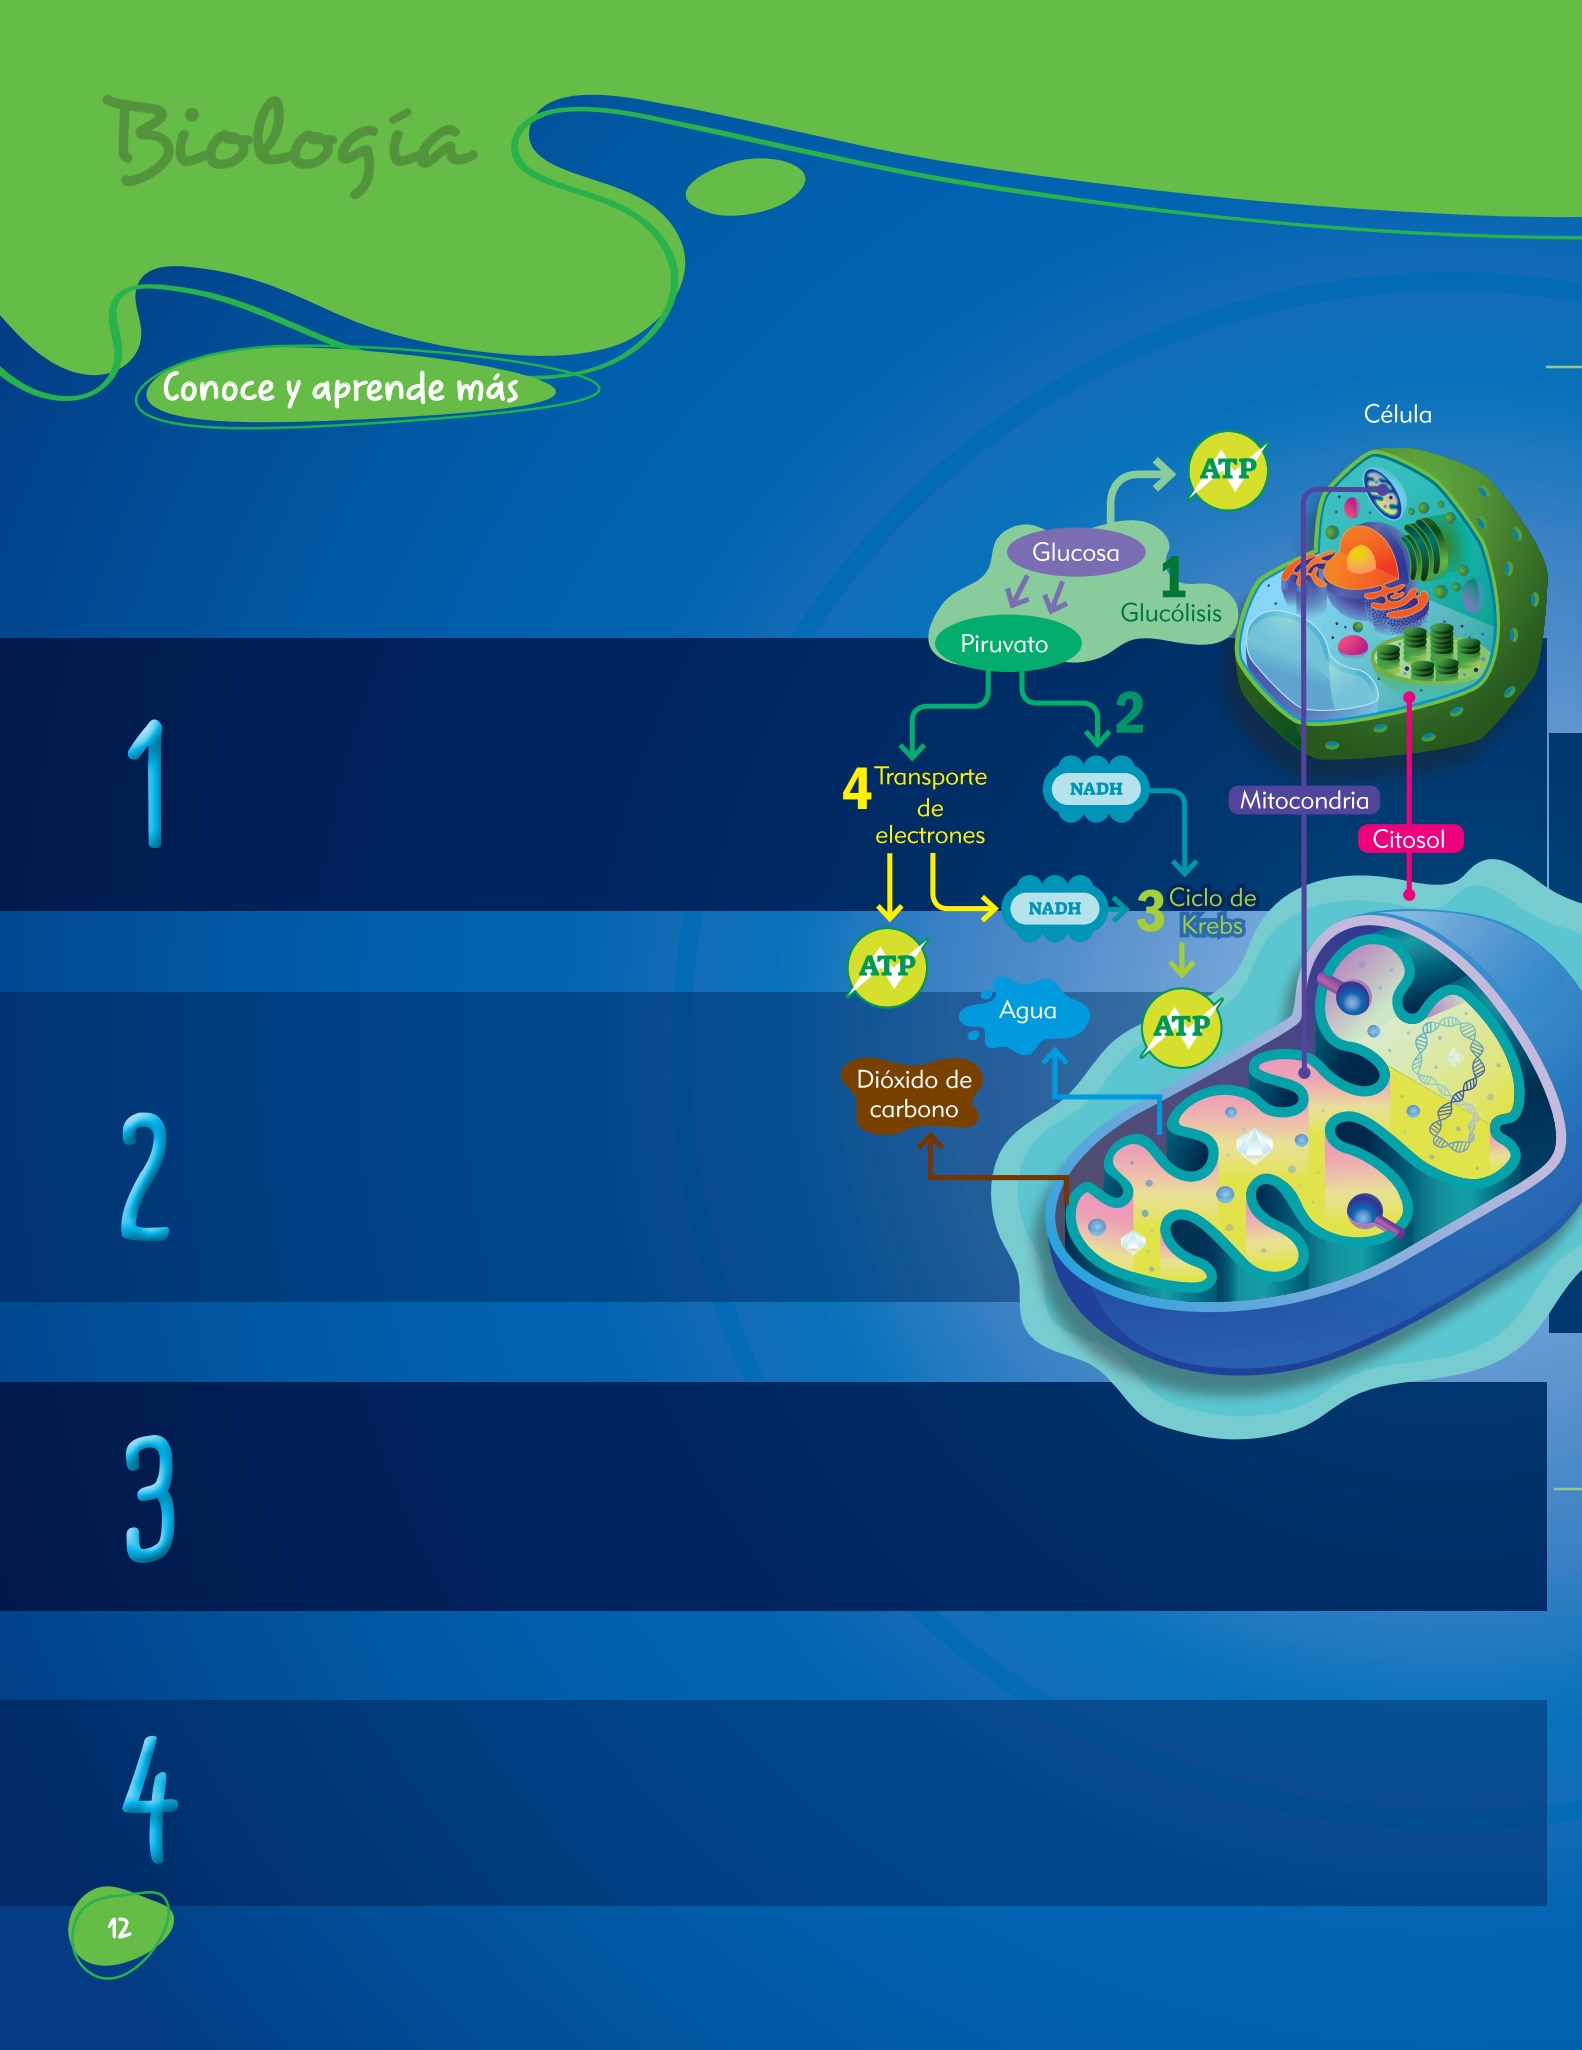 Biología
Conoce y aprende más
Célula
ATP
Glucosa
1
Glucólisis
Piruvato
2
4 Transporte
de
electrones
NADH
Mitocondria
Citosol
NADH
3 Ciclo de
Krebs
ATP
Agua
ATP
Dióxido de
carbono
1
2
3
4
12